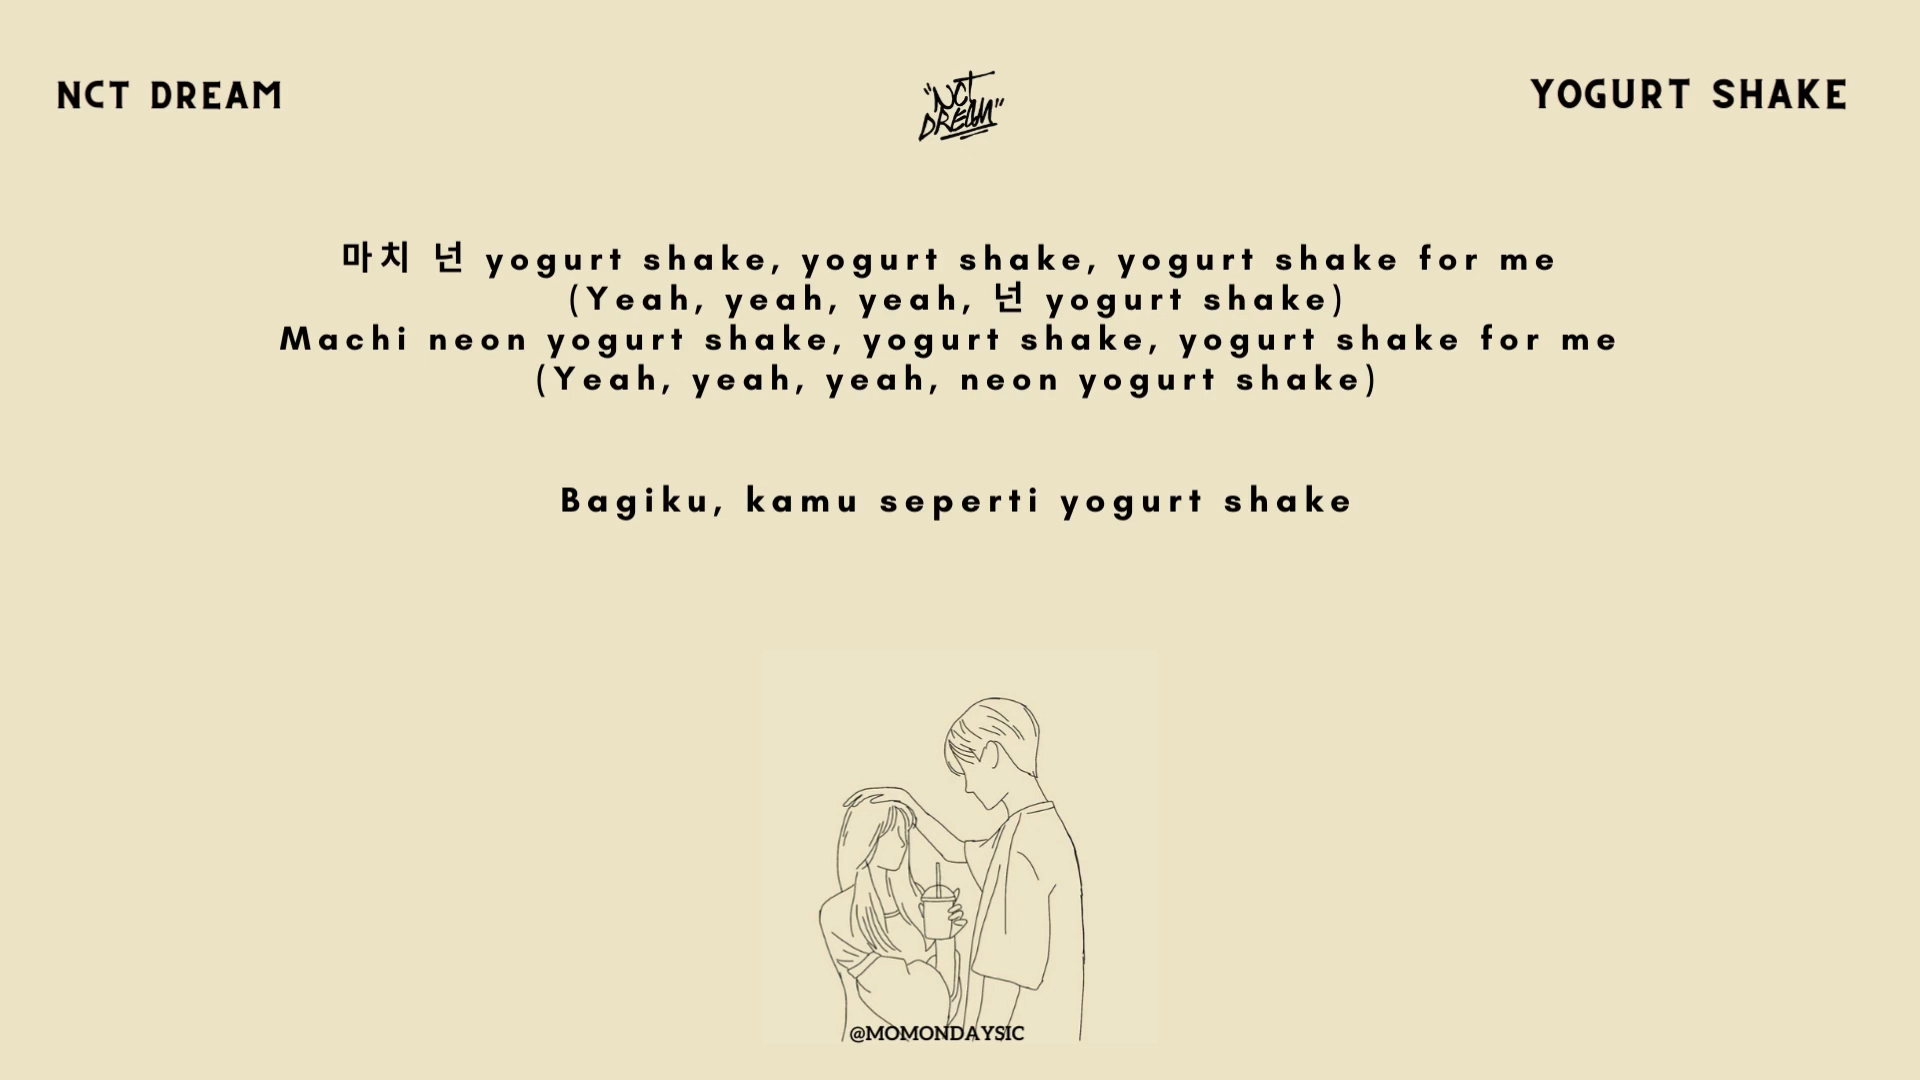 NCT DREAM
"NCT
DREAM"
YOGURT SHAKE
마치 넌 yogurt shake, yogurt shake, yogurt shake for me
(Yeah, yeah, yeah, 넌 yogurt shake)
Machi neon yogurt shake, yogurt shake, yogurt shake for me
(Yeah, yeah, yeah, neon yogurt shake)
Bagiku, kamu seperti yogurt shake
@MOMONDAYSIC